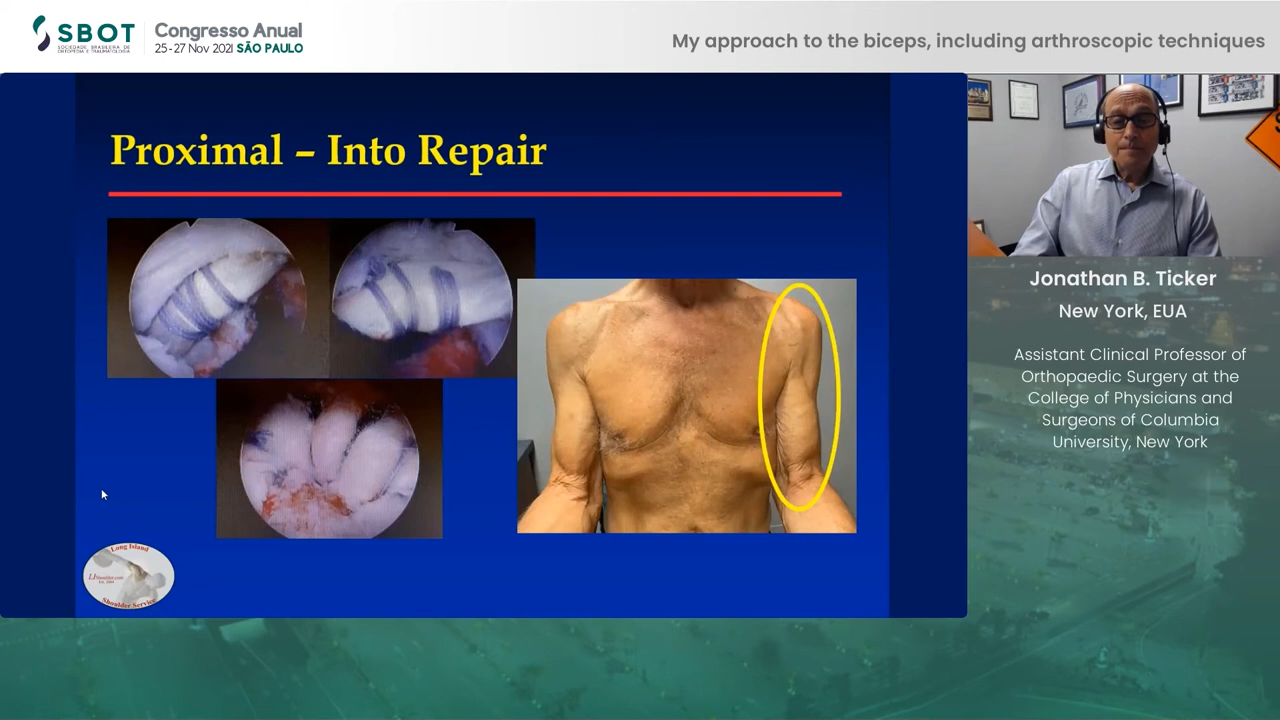 SBOT
SOCIEDADE BRASILEIRA DE
ORTOPEDIA E TRAUMATOLOGIA
Congresso Anual
25-27 Nov 2021 SÃO PAULO
My approach to the biceps, including arthroscopic techniques
Proximal – Into Repair
Long Island
Shoulder Service
Jonathan B. Ticker
New York, EUA
Assistant Clinical Professor of
Orthopaedic Surgery at the
College of Physicians and
Surgeons of Columbia
University, New York